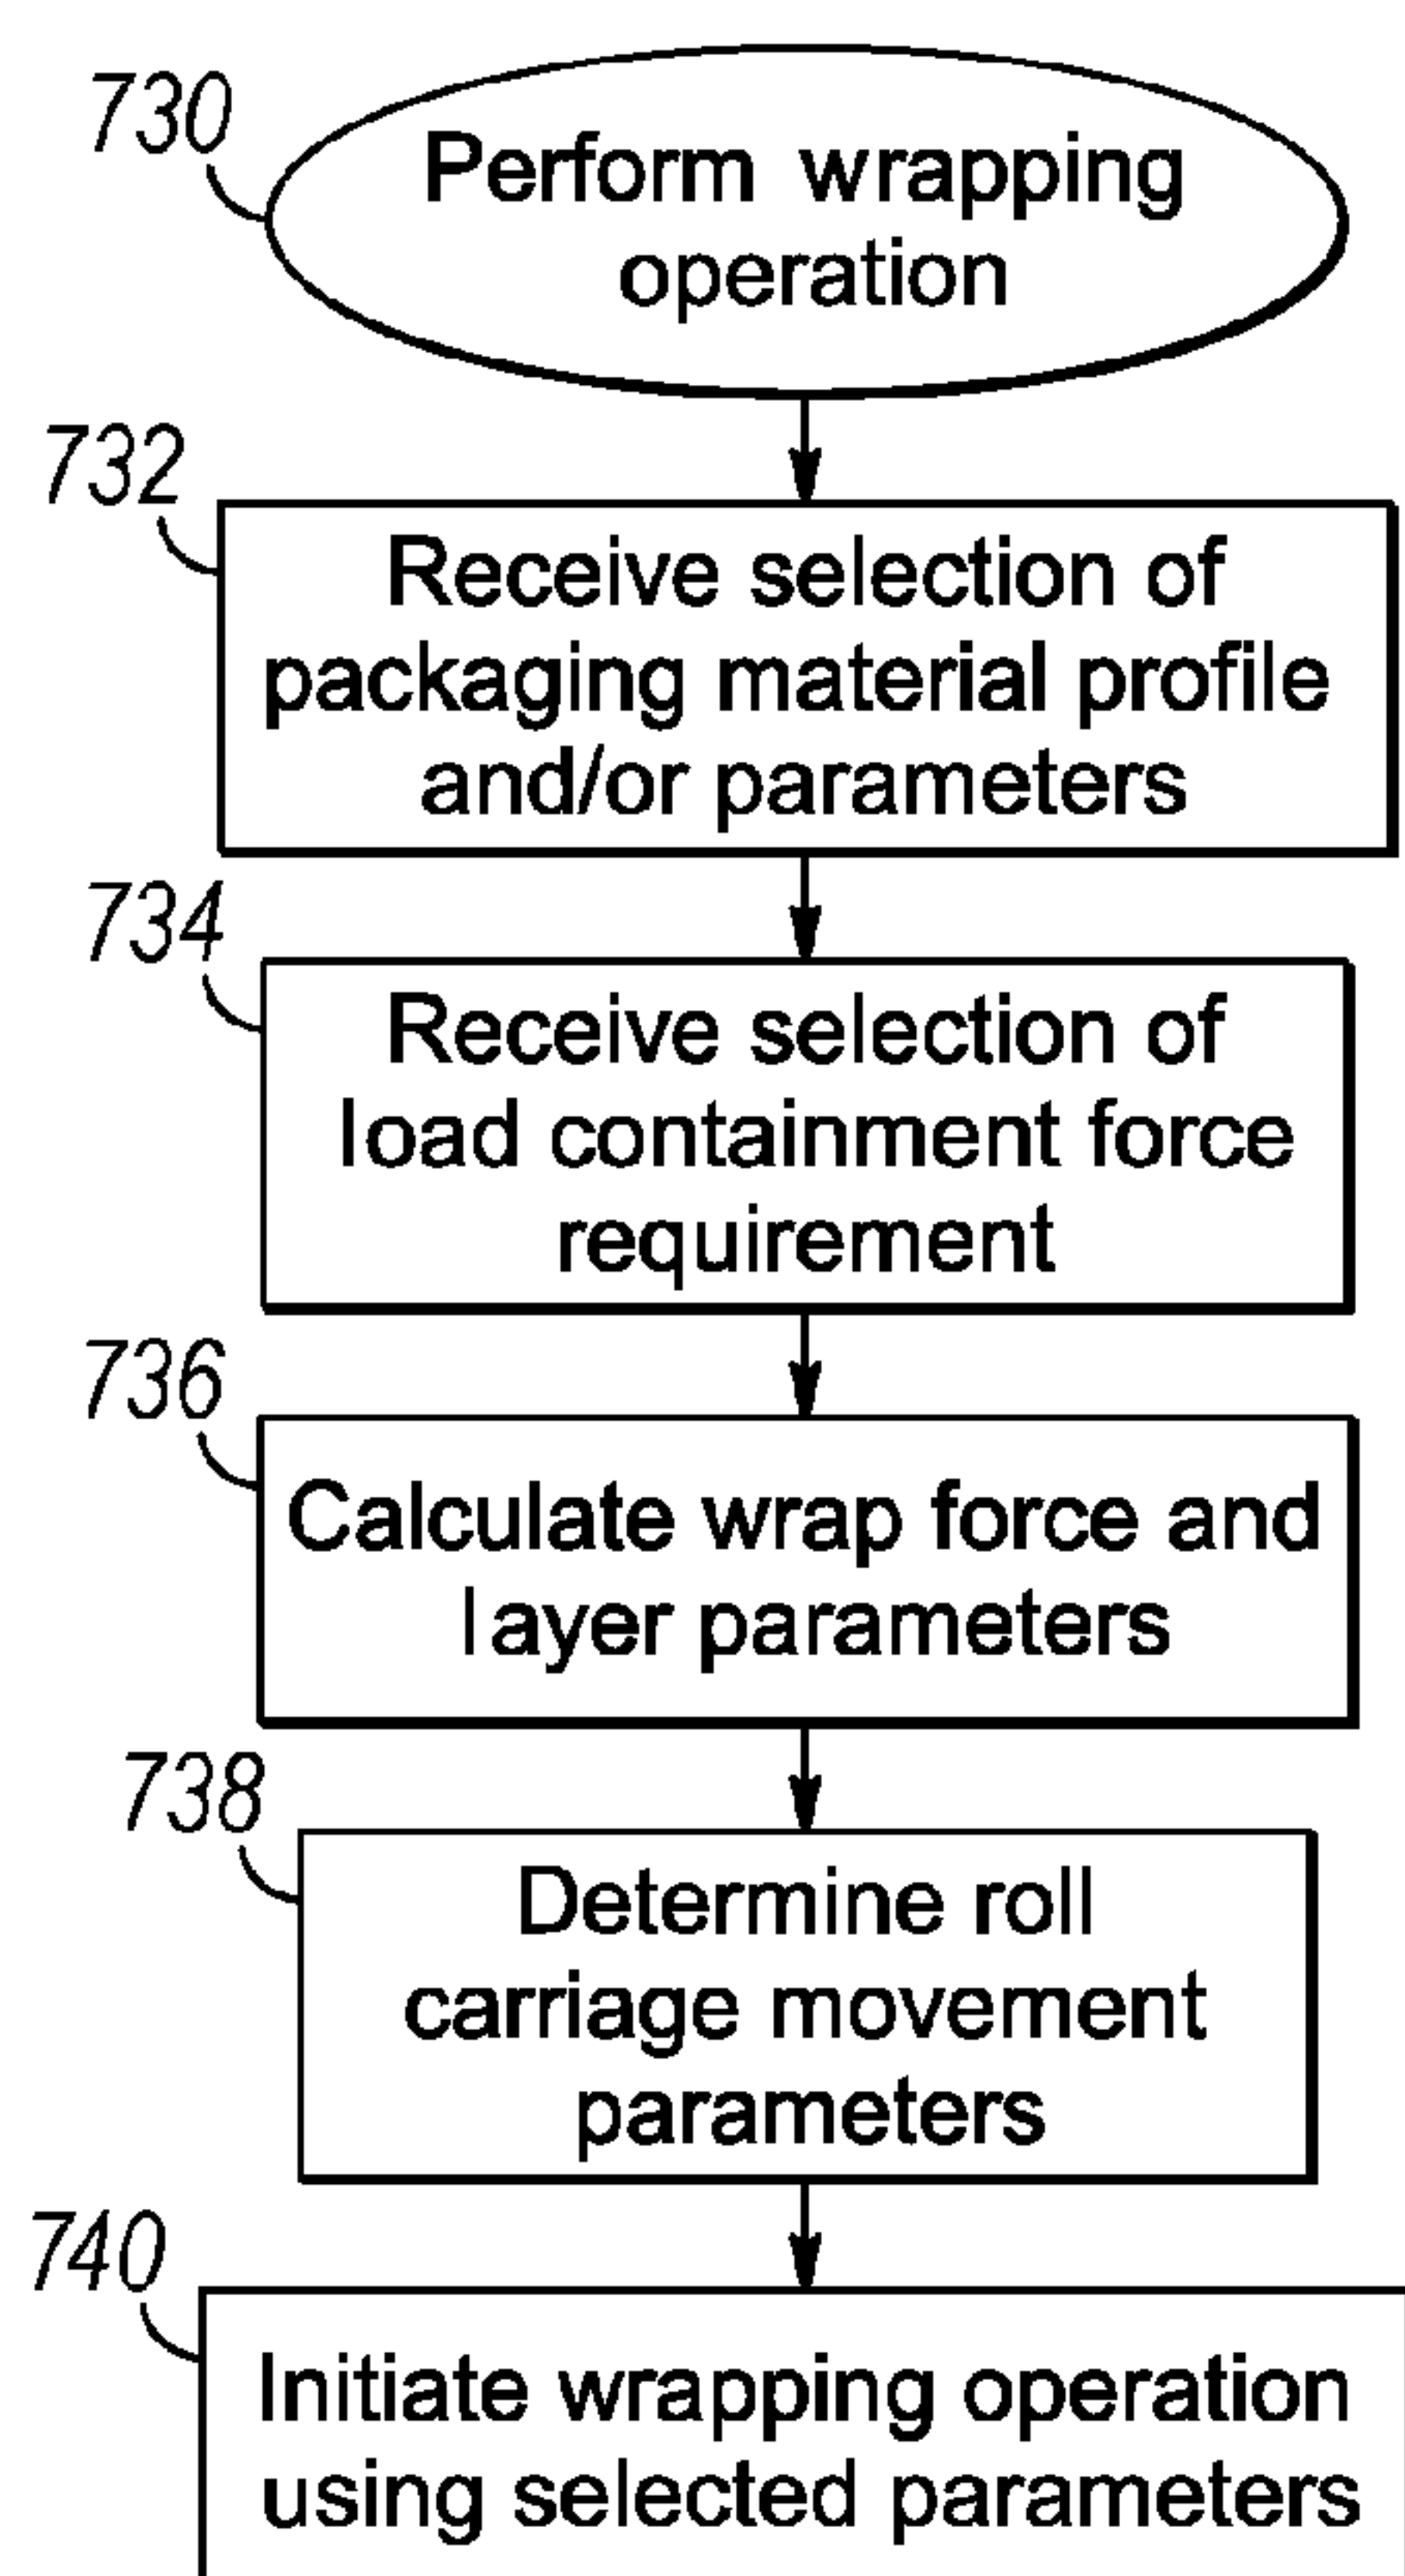 730
Perform wrapping
operation
732
Receive selection of
packaging material profile
and/or parameters
734
Receive selection of
load containment force
requirement
736
Calculate wrap force and
layer parameters
738
Determine roll
carriage movement
parameters
740
Initiate wrapping operation
using selected parameters